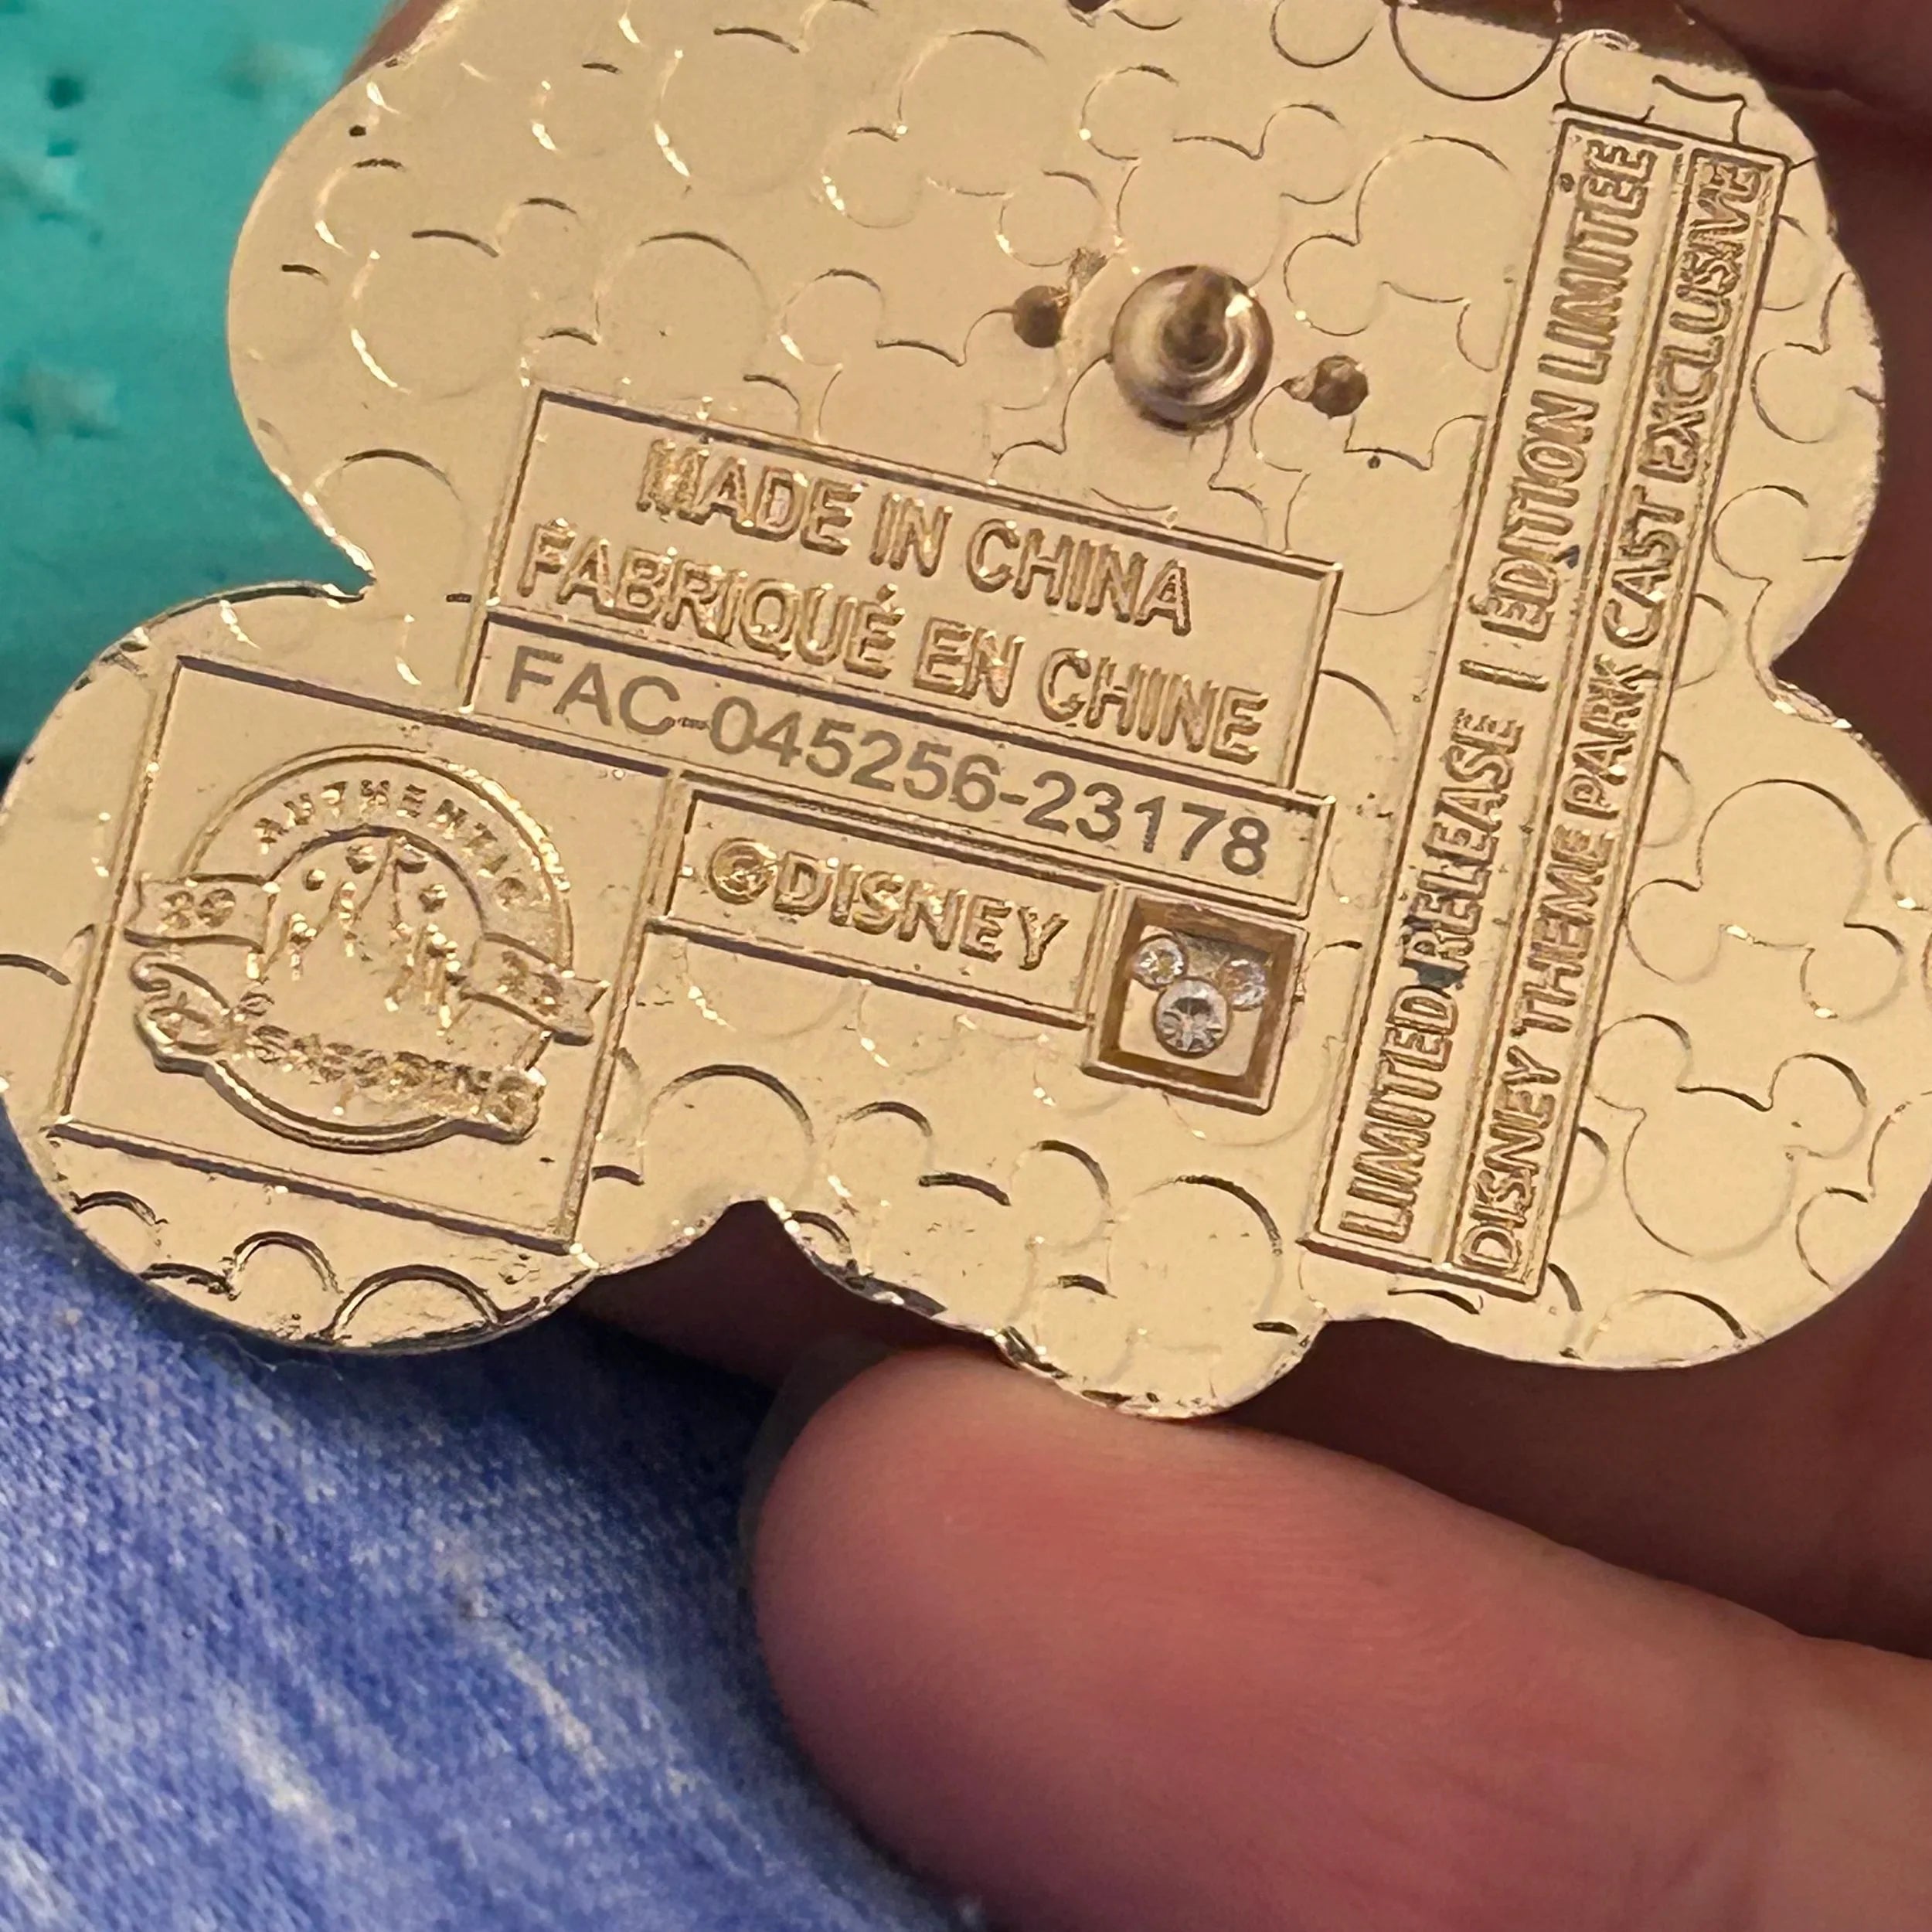 MADE IN CHINA
FABRIQUÉ EN CHINE
FAC-045256-23178
©DISNEY
AUTHENTIC
Disney
LIMITED RELEASE | ÉDITION LIMITÉE
DISNEY THEME PARK CAST EXCLUSIVE